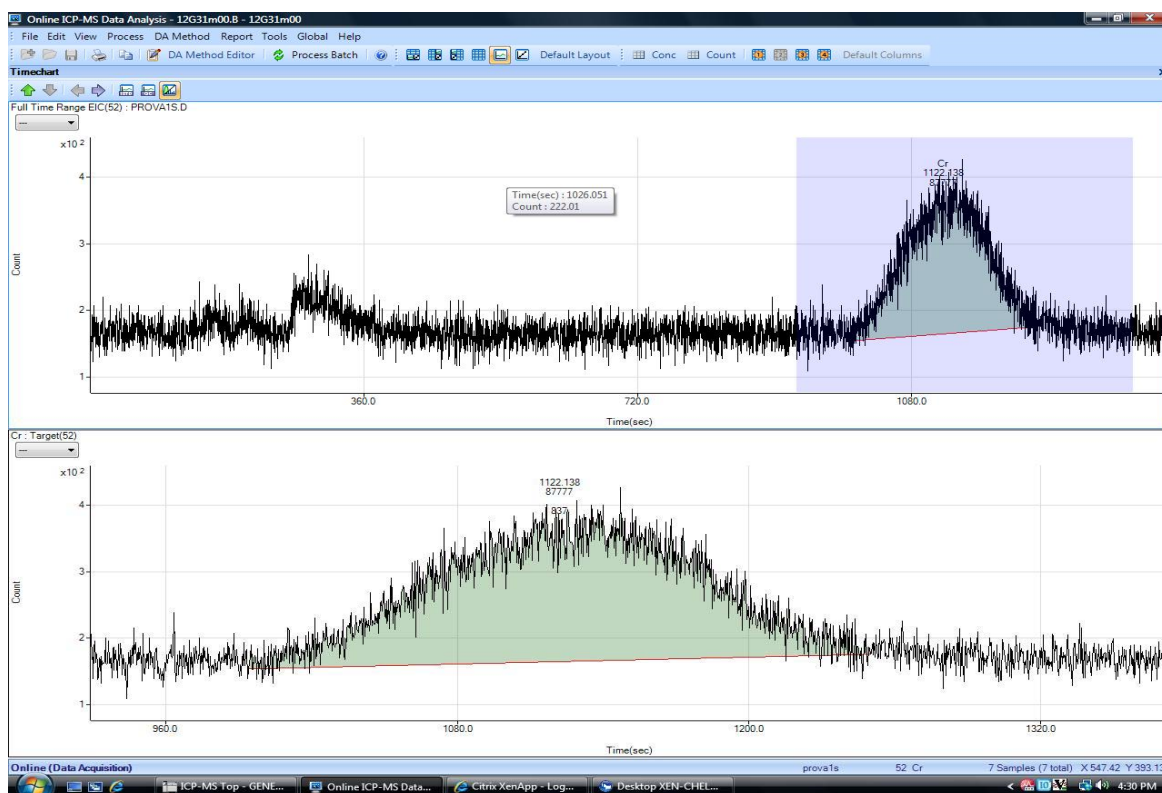 Online ICP-MS Data Analysis - 12G31m00.B - 12G31m00
File Edit View Process DA Method Report Tools Global Help
DA Method Editor Process Batch Default Layout Conc Count Default Columns
Timechart
Full Time Range EIC(52) : PROVA1S.D
---
x10 2
4
3
2
1
Count
Cr
1122.138
Time(sec) : 1026.051
Count : 222.01
360.0 720.0 1080.0
Time(sec)
Cr : Target(52)
---
x10 2
4
3
2
1
Count
1122.138
87777
837
960.0 1080.0 1200.0 1320.0
Time(sec)
Online (Data Acquisition) prova1s 52 Cr 7 Samples (7 total) X 547.42 Y 393.13
ICP-MS Top - GENE... Online ICP-MS Data... Citrix XenApp - Log... Desktop XEN-CHEL... 4:30 PM